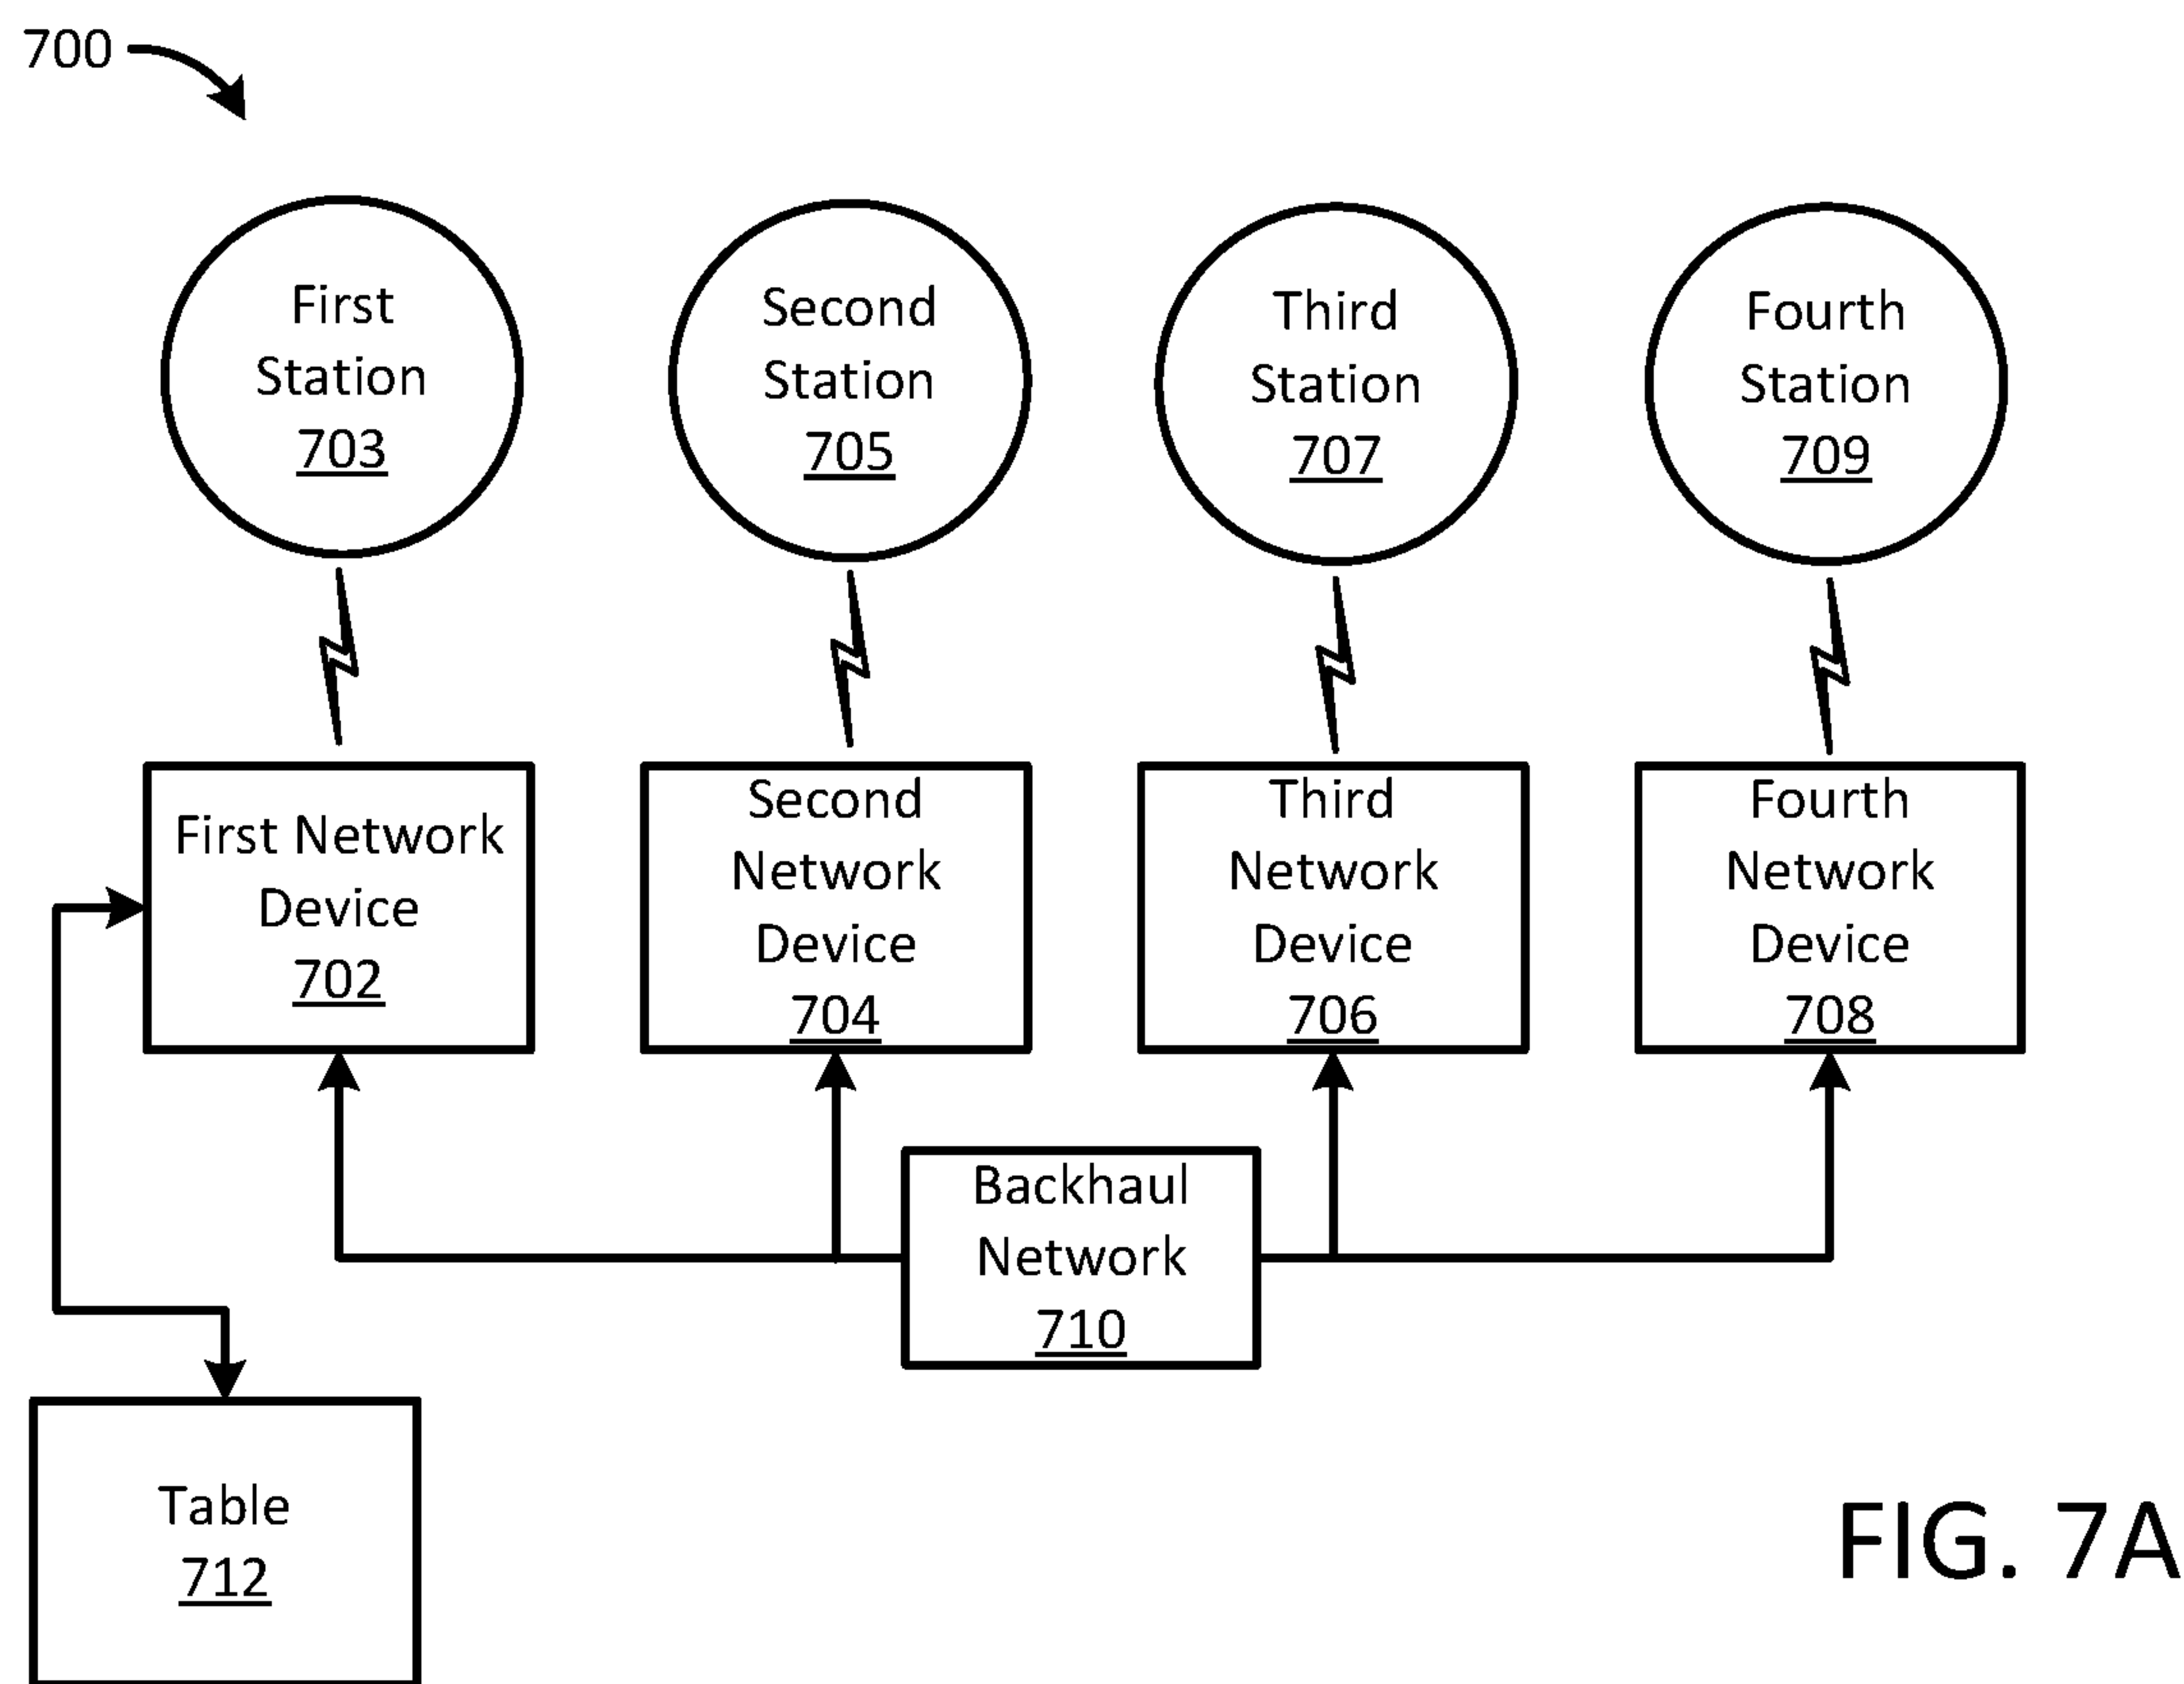 700
First
Station
703
Second
Station
705
Third
Station
707
Fourth
Station
709
First Network
Device
702
Second
Network
Device
704
Third
Network
Device
706
Fourth
Network
Device
708
Backhaul
Network
710
Table
712
FIG. 7A